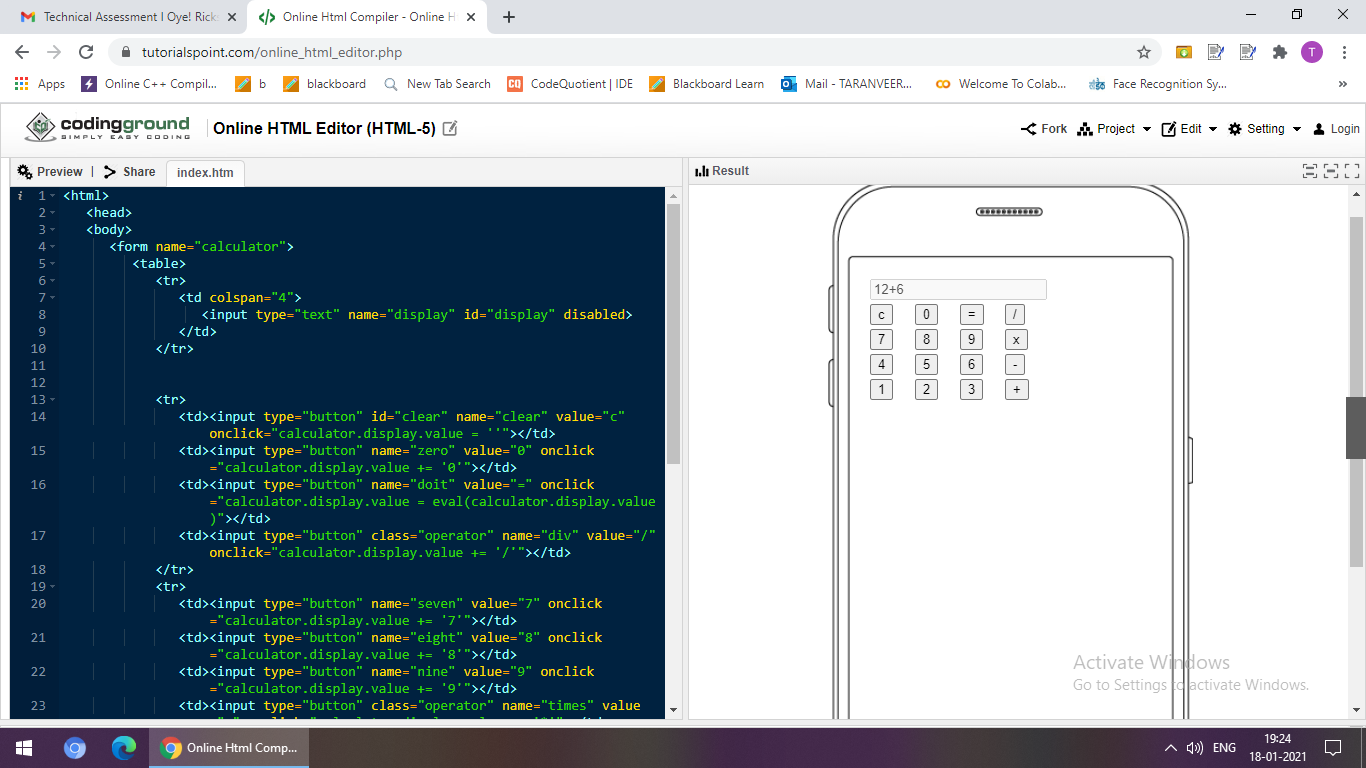 Technical Assessment I Oye! Rick
Online Html Compiler - Online H
tutorialspoint.com/online_html_editor.php
T
Apps
Online C++ Compil...
b
blackboard
New Tab Search
CQ
CodeQuotient | IDE
Blackboard Learn
Mail - TARANVEER...
Welcome To Colab...
Face Recognition Sy...
»
codingground
SIMPLY EASY CODING
Online HTML Editor (HTML-5)
Fork
Project
Edit
Setting
Login
Preview | Share
index.htm
Result
i 1 <html>
2 <head>
3 <body>
4 <form name="calculator">
5 <table>
6 <tr>
7 <td colspan="4">
8 <input type="text" name="display" id="display" disabled>
9 </td>
10 </tr>
11
12
13 <tr>
14 <td><input type="button" id="clear" name="clear" value="c"
onclick="calculator.display.value = ''"></td>
15 <td><input type="button" name="zero" value="0" onclick
="calculator.display.value += '0'"></td>
16 <td><input type="button" name="doit" value="=" onclick
="calculator.display.value = eval(calculator.display.value
)"></td>
17 <td><input type="button" class="operator" name="div" value="/"
onclick="calculator.display.value += '/'"></td>
18 </tr>
19 <tr>
20 <td><input type="button" name="seven" value="7" onclick
="calculator.display.value += '7'"></td>
21 <td><input type="button" name="eight" value="8" onclick
="calculator.display.value += '8'"></td>
22 <td><input type="button" name="nine" value="9" onclick
="calculator.display.value += '9'"></td>
23 <td><input type="button" class="operator" name="times" value
12+6
c 0 = /
7 8 9 x
4 5 6 -
1 2 3 +
Activate Windows
Go to Settings to activate Windows.
Online Html Comp...
ENG
19:24
18-01-2021